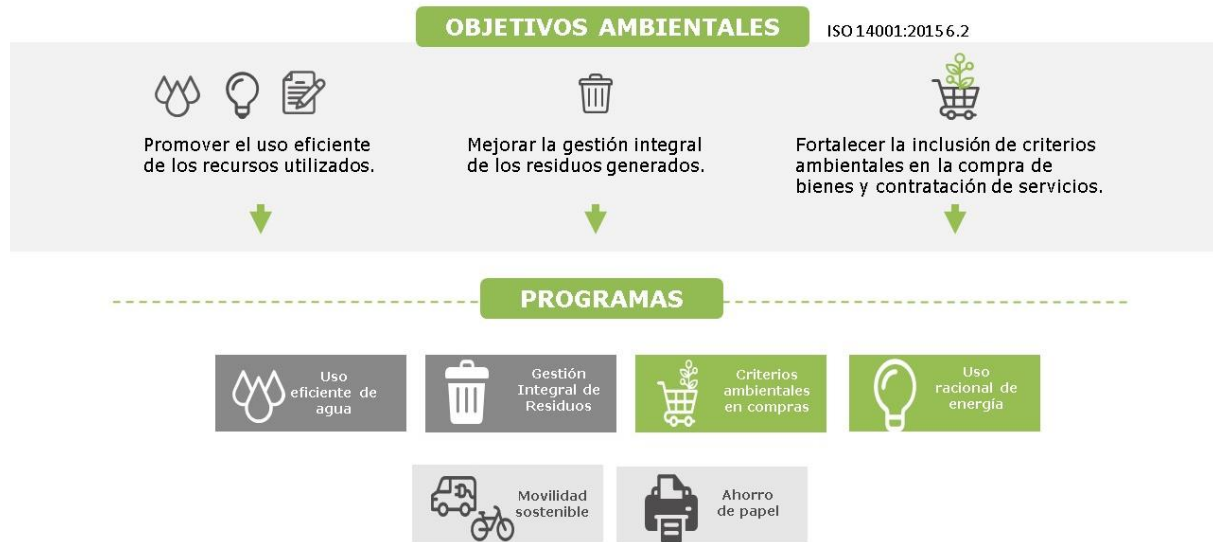 OBJETIVOS AMBIENTALES
ISO 14001:2015 6.2
Promover el uso eficiente
de los recursos utilizados.
Mejorar la gestión integral
de los residuos generados.
Fortalecer la inclusión de criterios
ambientales en la compra de
bienes y contratación de servicios.
PROGRAMAS
Uso
eficiente de
agua
Gestión
Integral de
Residuos
Criterios
ambientales
en compras
Uso
racional de
energía
Movilidad
sostenible
Ahorro
de papel